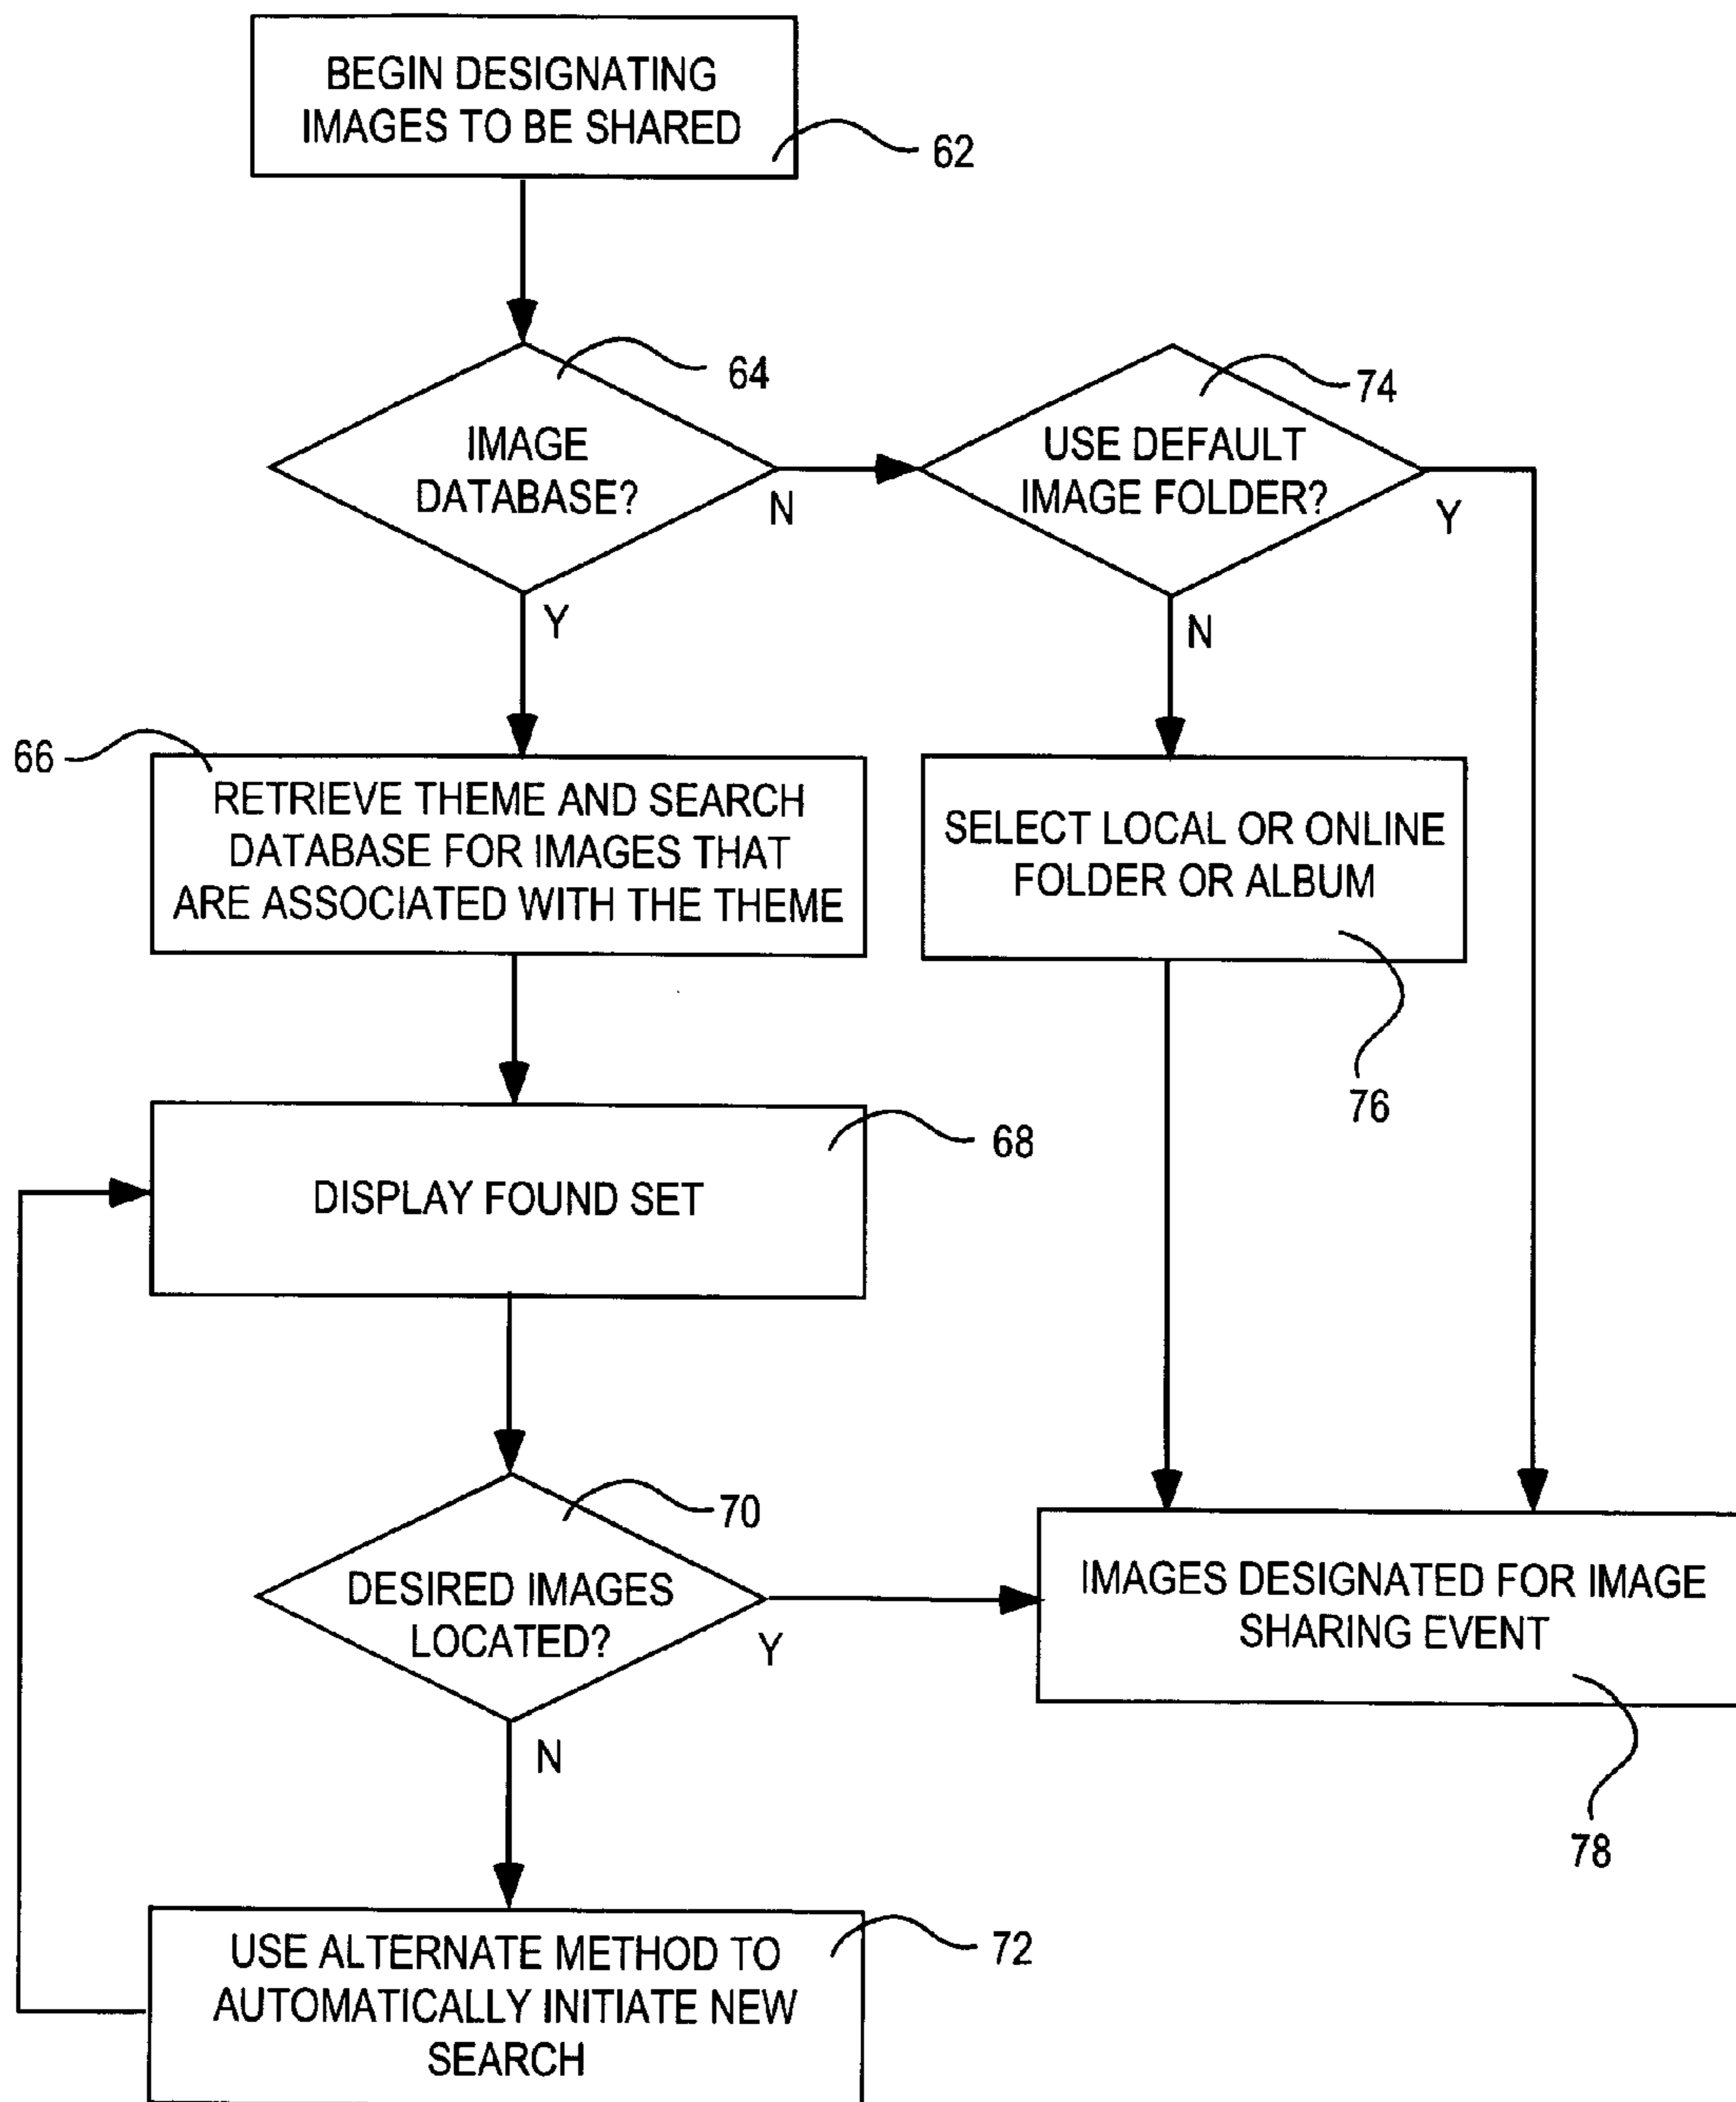 BEGIN DESIGNATING
IMAGES TO BE SHARED
62
64
IMAGE
DATABASE?
N
Y
74
USE DEFAULT
IMAGE FOLDER?
Y
N
66
RETRIEVE THEME AND SEARCH
DATABASE FOR IMAGES THAT
ARE ASSOCIATED WITH THE THEME
SELECT LOCAL OR ONLINE
FOLDER OR ALBUM
76
68
DISPLAY FOUND SET
70
DESIRED IMAGES
LOCATED?
Y
N
IMAGES DESIGNATED FOR IMAGE
SHARING EVENT
78
72
USE ALTERNATE METHOD TO
AUTOMATICALLY INITIATE NEW
SEARCH